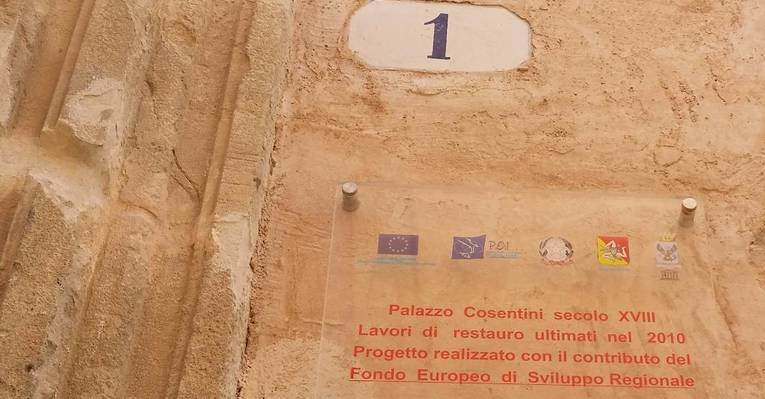 1
P.O.I
Palazzo Cosentini secolo XVIII
Lavori di restauro ultimati nel 2010
Progetto realizzato con il contributo del
Fondo Europeo di Sviluppo Regionale